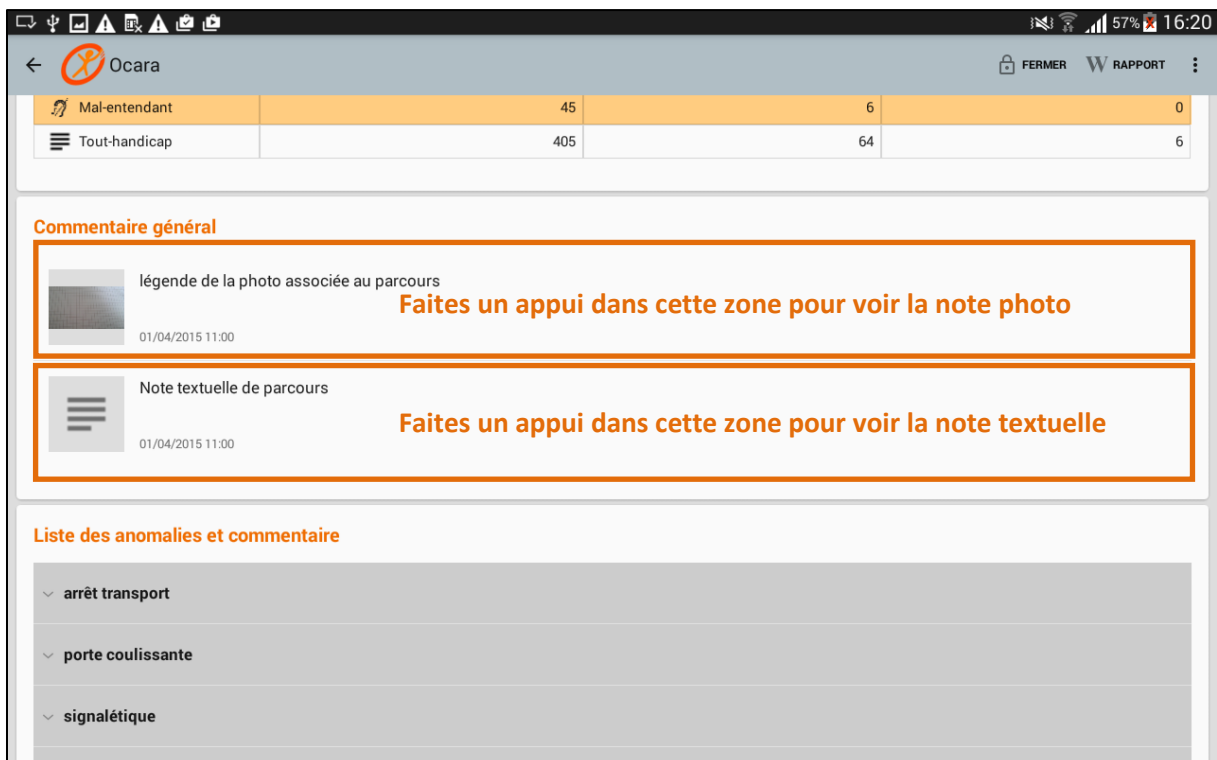 57% 16:20
Ocara FERMER W RAPPORT
Mal-entendant 45 6 0
Tout-handicap 405 64 6
Commentaire général
légende de la photo associée au parcours
Faites un appui dans cette zone pour voir la note photo
01/04/2015 11:00
Note textuelle de parcours
Faites un appui dans cette zone pour voir la note textuelle
01/04/2015 11:00
Liste des anomalies et commentaire
arrêt transport
porte coulissante
signalétique